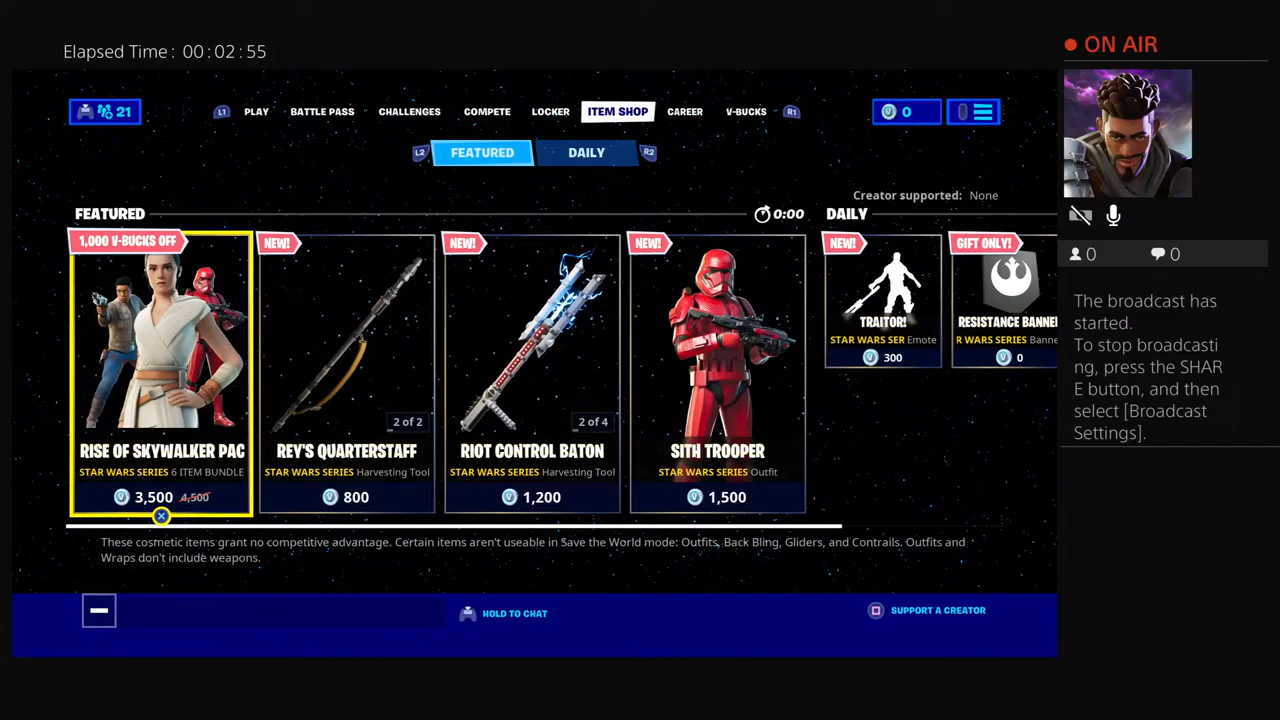 Elapsed Time : 00:02:55
ON AIR
21
L1 PLAY BATTLE PASS CHALLENGES COMPETE LOCKER ITEM SHOP CAREER V-BUCKS R1
V 0
L2 FEATURED DAILY R2
Creator supported: None
FEATURED 0:00 DAILY
1,000 V-BUCKS OFF
RISE OF SKYWALKER PAC
STAR WARS SERIES 6 ITEM BUNDLE
V 3,500 4,500
NEW!
2 of 2
REY'S QUARTERSTAFF
STAR WARS SERIES Harvesting Tool
V 800
NEW!
2 of 4
RIOT CONTROL BATON
STAR WARS SERIES Harvesting Tool
V 1,200
NEW!
SITH TROOPER
STAR WARS SERIES Outfit
V 1,500
NEW!
TRAITOR!
STAR WARS SER Emote
V 300
GIFT ONLY!
RESISTANCE BANNE
R WARS SERIES Banne
V 0
These cosmetic items grant no competitive advantage. Certain items aren't useable in Save the World mode: Outfits, Back Bling, Gliders, and Contrails. Outfits and
Wraps don't include weapons.
HOLD TO CHAT
SUPPORT A CREATOR
0 0
The broadcast has
started.
To stop broadcasti
ng, press the SHAR
E button, and then
select [Broadcast
Settings].